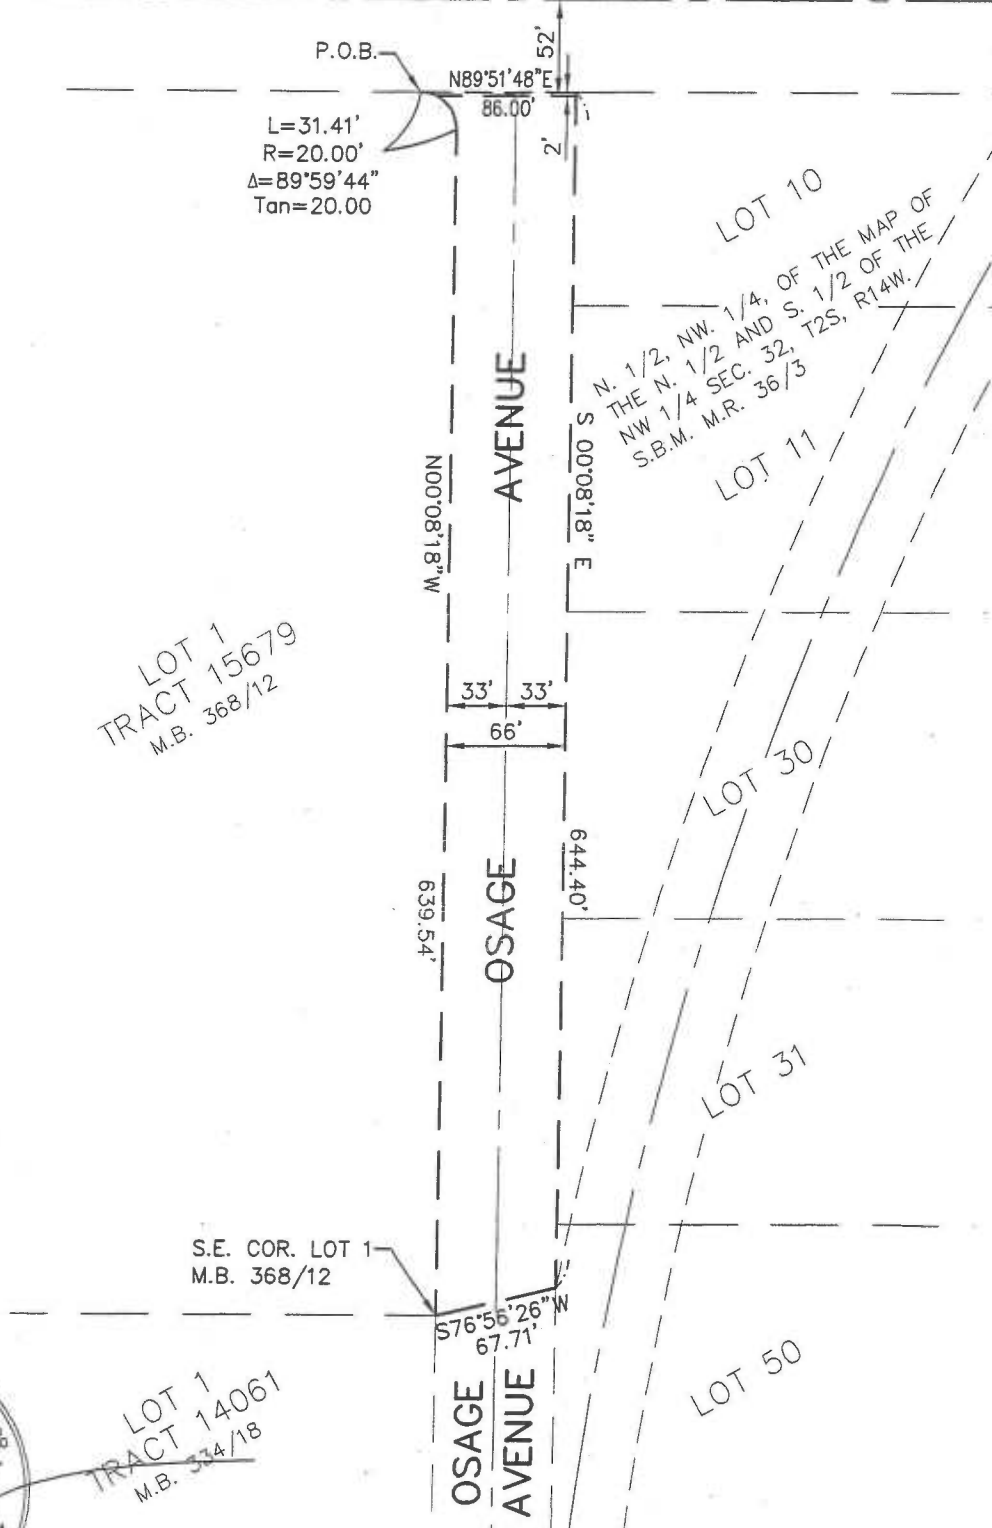 52'
P.O.B.
N89°51'48"E
86.00'
2'
L=31.41'
R=20.00'
Δ=89°59'44"
Tan=20.00
LOT 10
N. 1/2, NW. 1/4, OF THE MAP OF
THE N. 1/2 AND S. 1/2 OF THE
NW 1/4 SEC. 32, T2S, R14W.
S.B.M. M.R. 36/3
AVENUE
S 00°08'18" E
LOT 11
N00°08'18"W
LOT 1
TRACT 15679
M.B. 368/12
33' 33'
66'
LOT 30
644.40'
OSAGE
639.54'
LOT 31
S.E. COR. LOT 1
M.B. 368/12
S76°56'26"W
67.71'
LOT 50
LOT 1
TRACT 14061
M.B. 334/18
OSAGE
AVENUE